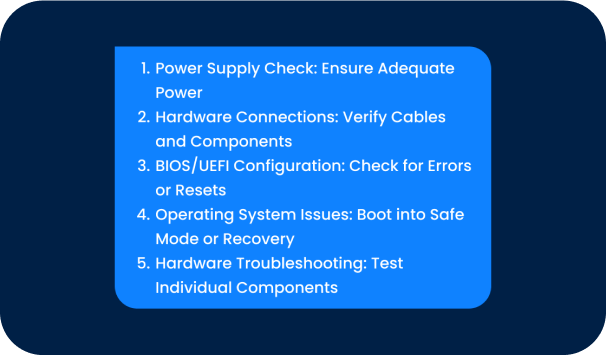 1. Power Supply Check: Ensure Adequate
Power
2. Hardware Connections: Verify Cables
and Components
3. BIOS/UEFI Configuration: Check for Errors
or Resets
4. Operating System Issues: Boot into Safe
Mode or Recovery
5. Hardware Troubleshooting: Test
Individual Components